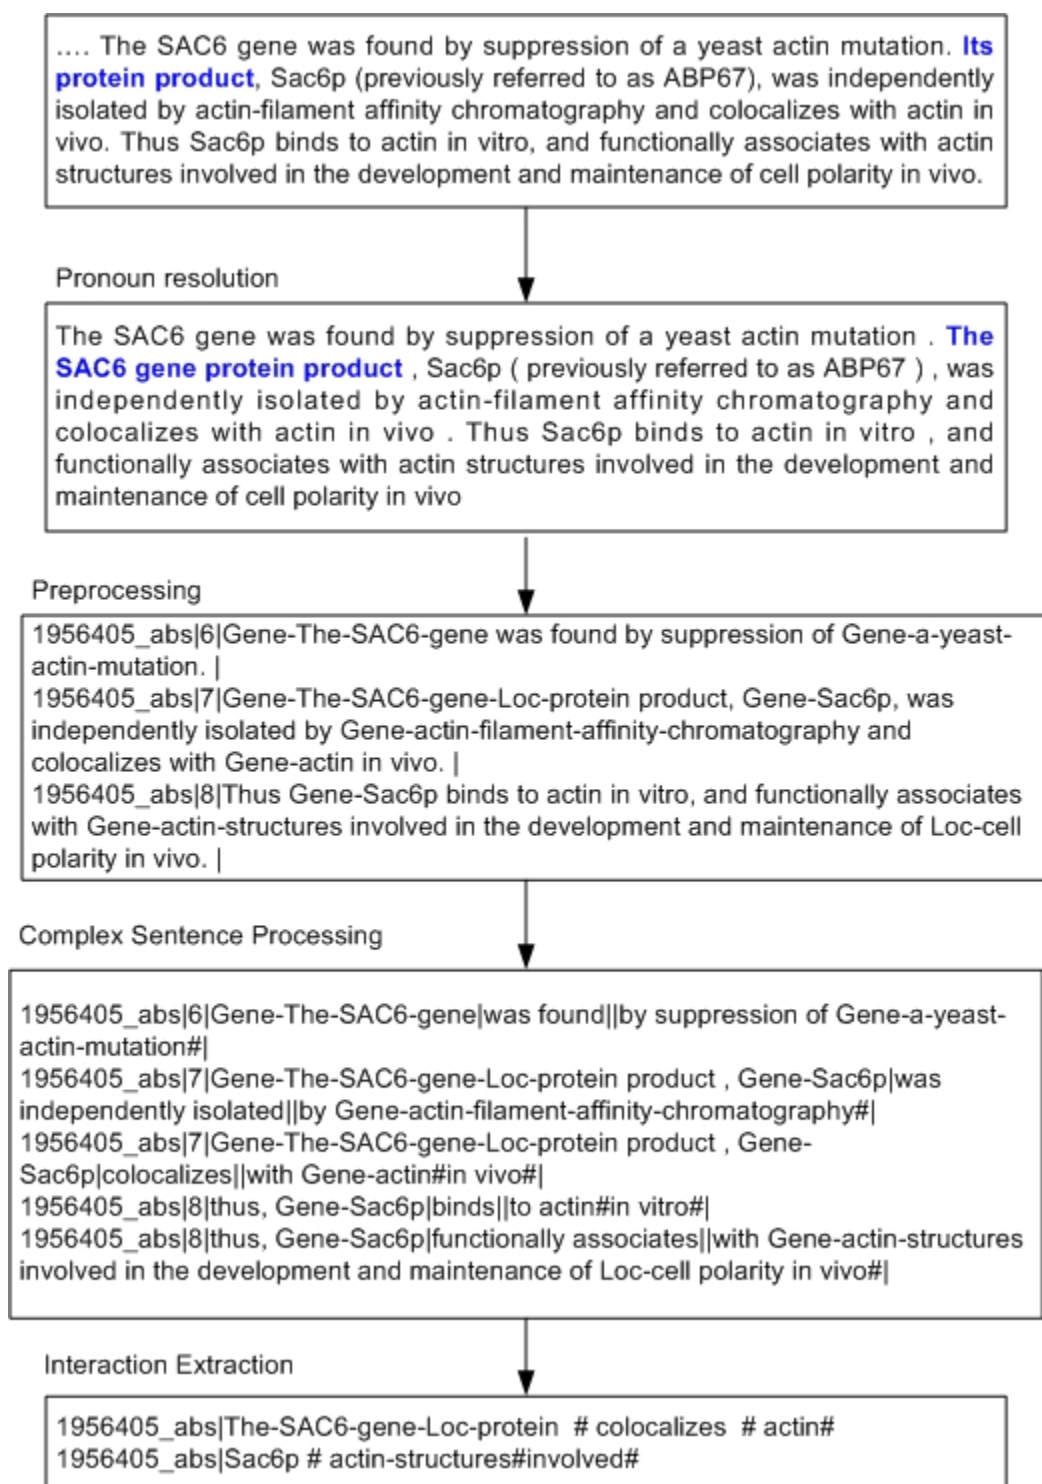 .... The SAC6 gene was found by suppression of a yeast actin mutation. Its
protein product, Sac6p (previously referred to as ABP67), was independently
isolated by actin-filament affinity chromatography and colocalizes with actin in
vivo. Thus Sac6p binds to actin in vitro, and functionally associates with actin
structures involved in the development and maintenance of cell polarity in vivo.
Pronoun resolution
The SAC6 gene was found by suppression of a yeast actin mutation . The
SAC6 gene protein product , Sac6p ( previously referred to as ABP67 ) , was
independently isolated by actin-filament affinity chromatography and
colocalizes with actin in vivo . Thus Sac6p binds to actin in vitro , and
functionally associates with actin structures involved in the development and
maintenance of cell polarity in vivo
Preprocessing
1956405_abs|6|Gene-The-SAC6-gene was found by suppression of Gene-a-yeast-
actin-mutation. |
1956405_abs|7|Gene-The-SAC6-gene-Loc-protein product, Gene-Sac6p, was
independently isolated by Gene-actin-filament-affinity-chromatography and
colocalizes with Gene-actin in vivo. |
1956405_abs|8|Thus Gene-Sac6p binds to actin in vitro, and functionally associates
with Gene-actin-structures involved in the development and maintenance of Loc-cell
polarity in vivo. |
Complex Sentence Processing
1956405_abs|6|Gene-The-SAC6-gene|was found||by suppression of Gene-a-yeast-
actin-mutation#|
1956405_abs|7|Gene-The-SAC6-gene-Loc-protein product , Gene-Sac6p|was
independently isolated||by Gene-actin-filament-affinity-chromatography#|
1956405_abs|7|Gene-The-SAC6-gene-Loc-protein product , Gene-
Sac6p|colocalizes||with Gene-actin#in vivo#|
1956405_abs|8|thus, Gene-Sac6p|binds||to actin#in vitro#|
1956405_abs|8|thus, Gene-Sac6p|functionally associates||with Gene-actin-structures
involved in the development and maintenance of Loc-cell polarity in vivo#|
Interaction Extraction
1956405_abs|The-SAC6-gene-Loc-protein # colocalizes # actin#
1956405_abs|Sac6p # actin-structures#involved#